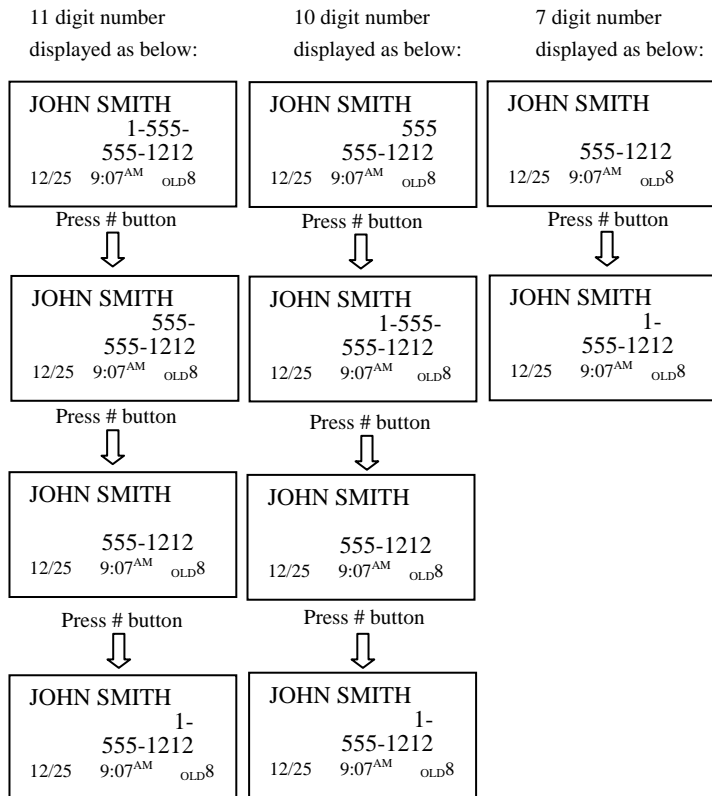 11 digit number
displayed as below:
JOHN SMITH
1-555-
555-1212
12/25 9:07AM OLD8
Press # button
JOHN SMITH
555-
555-1212
12/25 9:07AM OLD8
Press # button
JOHN SMITH
555-1212
12/25 9:07AM OLD8
Press # button
JOHN SMITH
1-
555-1212
12/25 9:07AM OLD8
10 digit number
displayed as below:
JOHN SMITH
555
555-1212
12/25 9:07AM OLD8
Press # button
JOHN SMITH
1-555-
555-1212
12/25 9:07AM OLD8
Press # button
JOHN SMITH
555-1212
12/25 9:07AM OLD8
Press # button
JOHN SMITH
1-
555-1212
12/25 9:07AM OLD8
7 digit number
displayed as below:
JOHN SMITH
555-1212
12/25 9:07AM OLD8
Press # button
JOHN SMITH
1-
555-1212
12/25 9:07AM OLD8